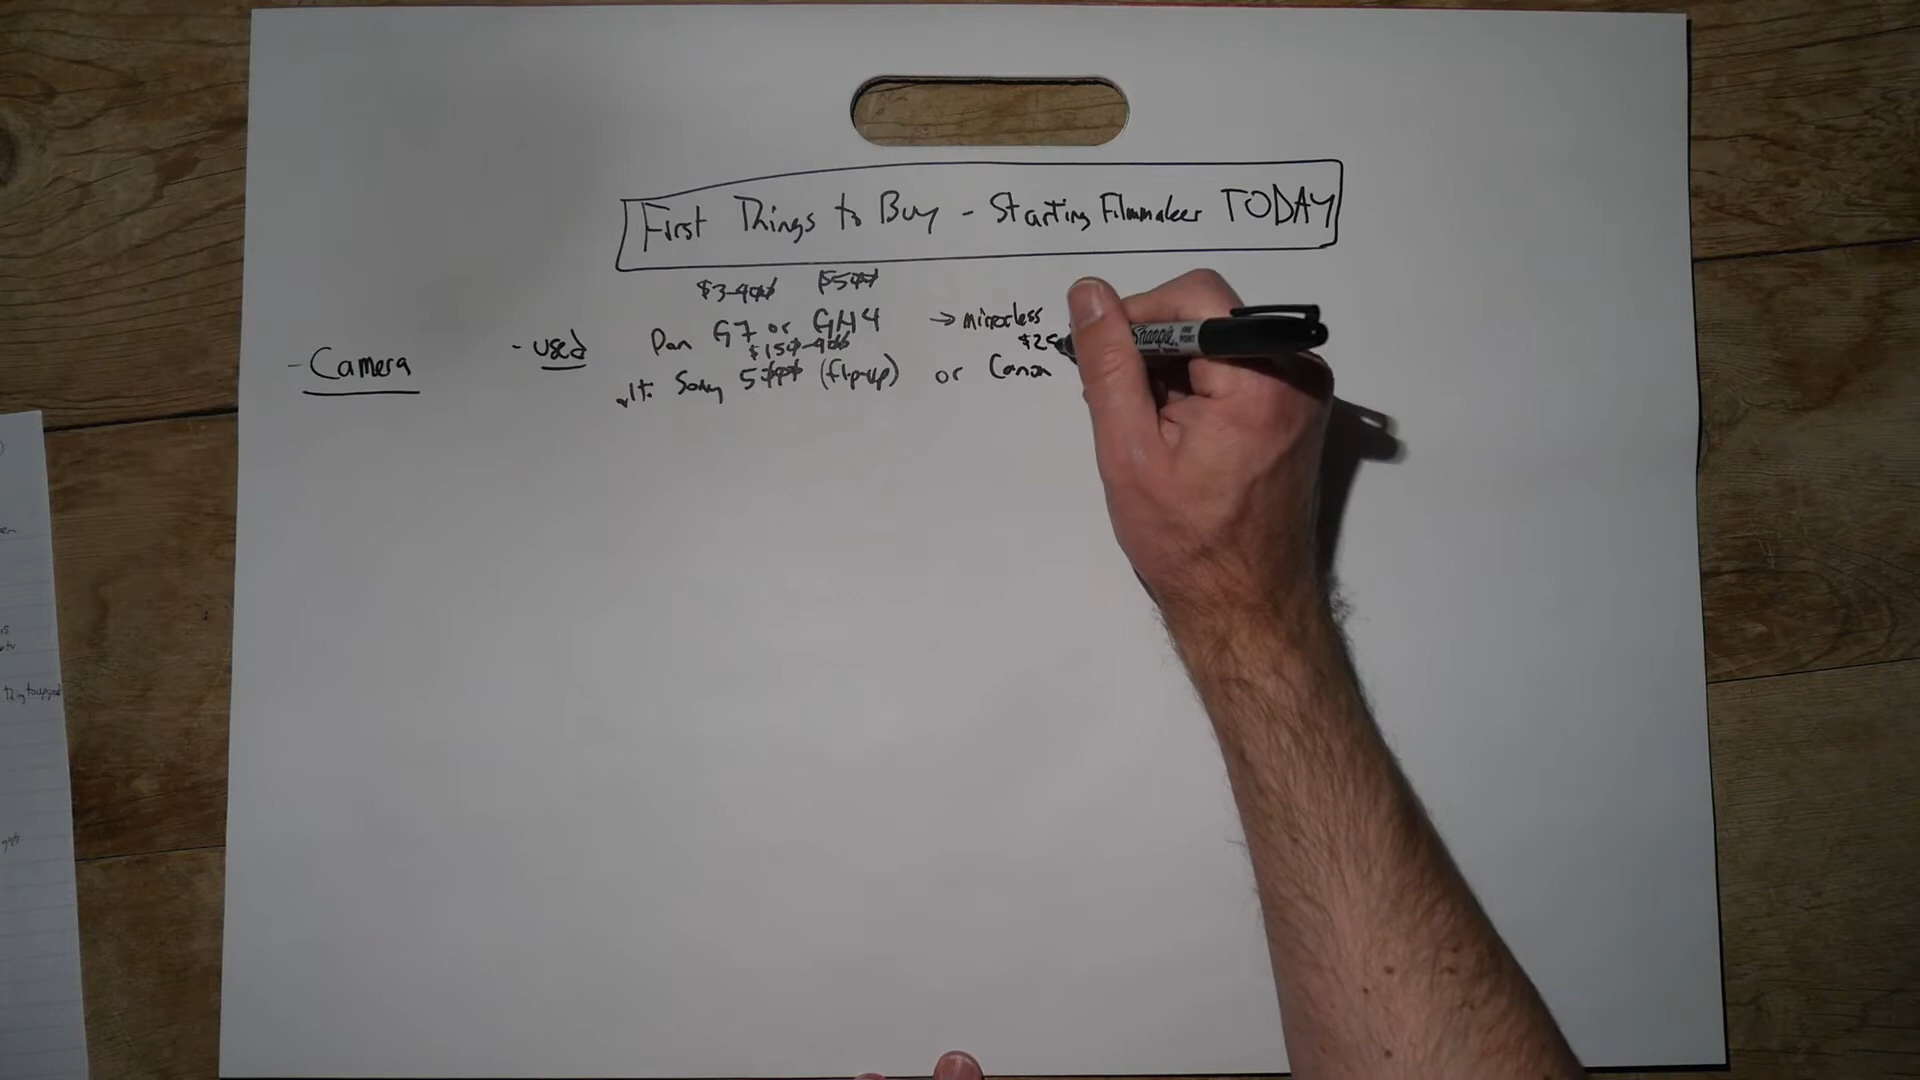 First Things to Buy - Starting Filmmaker TODAY
$3-400 $500
- Camera - used Pan G7 or GH4 → mirrorless
$150-400 $25
Sony 5000 (flip-up) or Canon
Sharpie